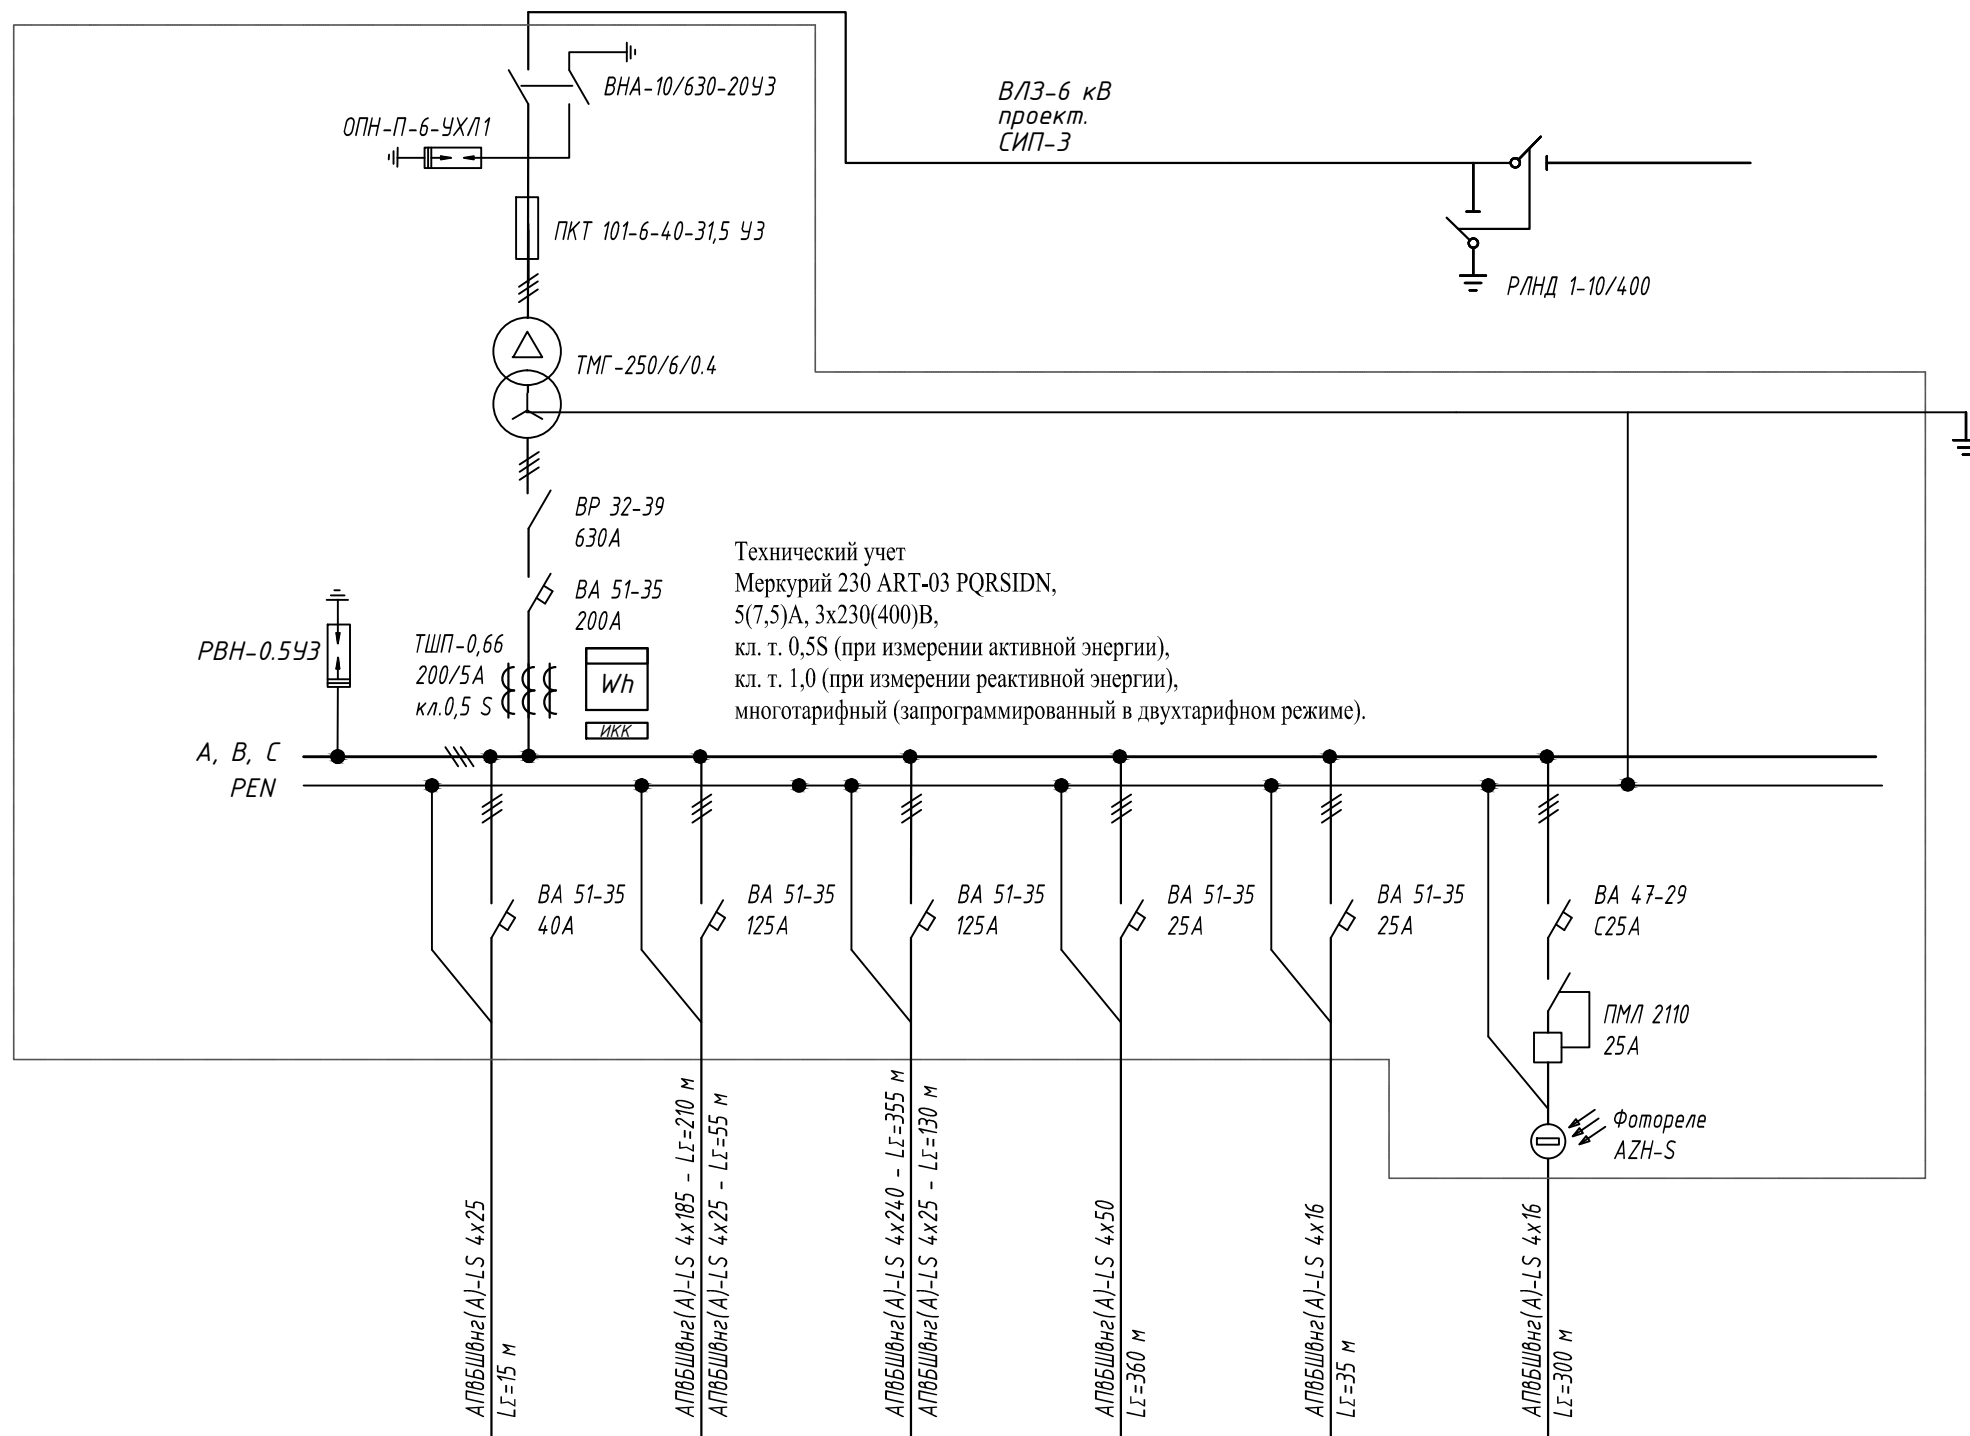 ВНА-10/630-20У3
ОПН-П-6-УХЛ1
ВЛЗ-6 кВ
проект.
СИП-3
ПКТ 101-6-40-31,5 У3
РЛНД 1-10/400
ТМГ-250/6/0.4
ВР 32-39
630А
ВА 51-35
200А
Технический учет
Меркурий 230 ART-03 PQRSIDN,
5(7,5)А, 3х230(400)В,
кл. т. 0,5S (при измерении активной энергии),
кл. т. 1,0 (при измерении реактивной энергии),
многотарифный (запрограммированный в двухтарифном режиме).
РВН-0.5У3
ТШП-0,66
200/5А
кл.0,5 S
Wh
ИКК
А, В, С
PEN
ВА 51-35
40А
ВА 51-35
125А
ВА 51-35
125А
ВА 51-35
25А
ВА 51-35
25А
ВА 47-29
С25А
ПМЛ 2110
25А
Фотореле
AZH-S
АПвБШвнг(А)-LS 4х25
LΣ=15 м
АПвБШвнг(А)-LS 4х185 - LΣ=210 м
АПвБШвнг(А)-LS 4х25 - LΣ=55 м
АПвБШвнг(А)-LS 4х240 - LΣ=355 м
АПвБШвнг(А)-LS 4х25 - LΣ=130 м
АПвБШвнг(А)-LS 4х50
LΣ=360 м
АПвБШвнг(А)-LS 4х16
LΣ=35 м
АПвБШвнг(А)-LS 4х16
LΣ=300 м